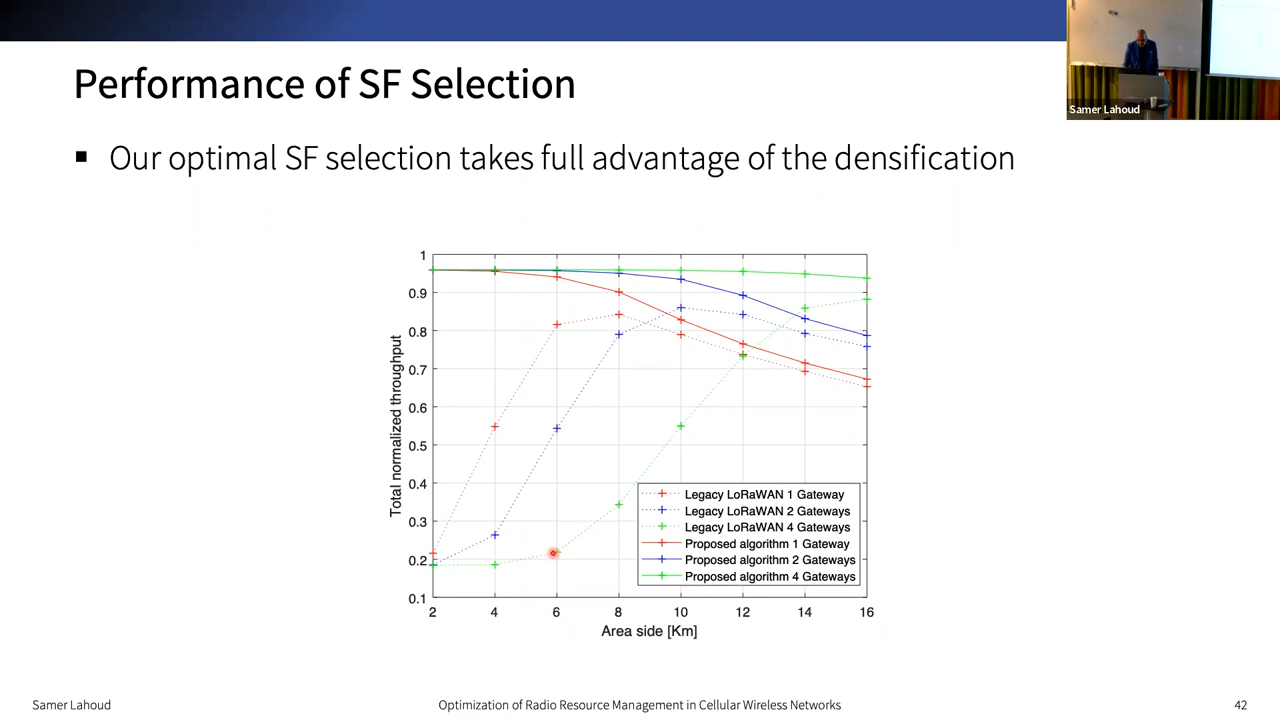 Samer Lahoud
Performance of SF Selection
Our optimal SF selection takes full advantage of the densification
Total normalized throughput
1
0.9
0.8
0.7
0.6
0.5
0.4
0.3
0.2
0.1
2 4 6 8 10 12 14 16
Area side [Km]
Legacy LoRaWAN 1 Gateway
Legacy LoRaWAN 2 Gateways
Legacy LoRaWAN 4 Gateways
Proposed algorithm 1 Gateway
Proposed algorithm 2 Gateways
Proposed algorithm 4 Gateways
Samer Lahoud
Optimization of Radio Resource Management in Cellular Wireless Networks
42